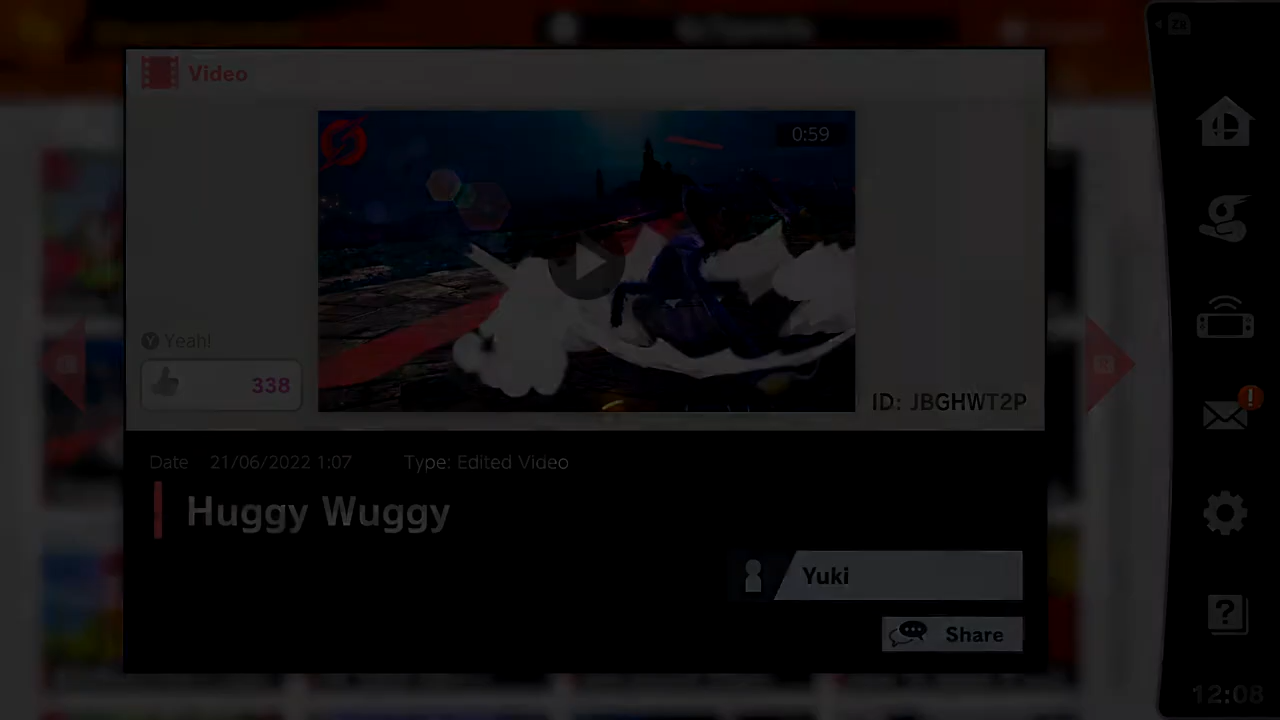 ZR
Video
0:59
Y Yeah!
338
ID: JBGHWT2P
R
Date 21/06/2022 1:07 Type: Edited Video
Huggy Wuggy
Yuki
Share
12:08